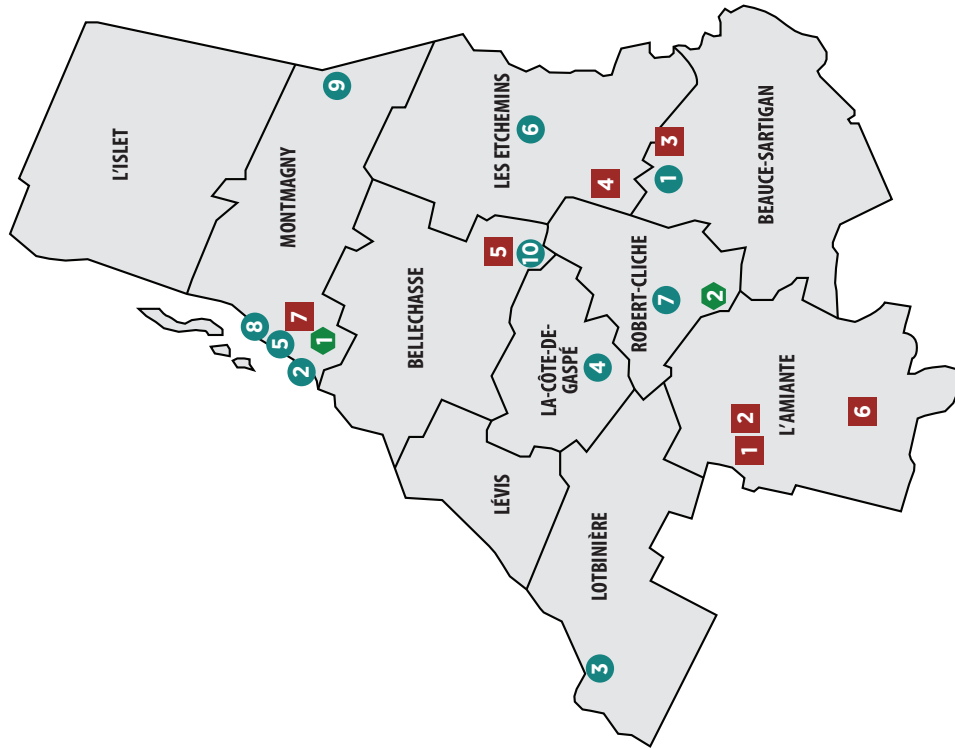 L'ISLET
MONTMAGNY
9
8
5
2
7
1
BELLECHASSE
5
10
LES ETCHEMINS
6
4
3
1
BEAUCE-SARTIGAN
LA-CÔTE-DE-
GASPÉ
4
ROBERT-CLICHE
7
2
LÉVIS
LOTBINIÈRE
3
L'AMIANTE
1
2
6